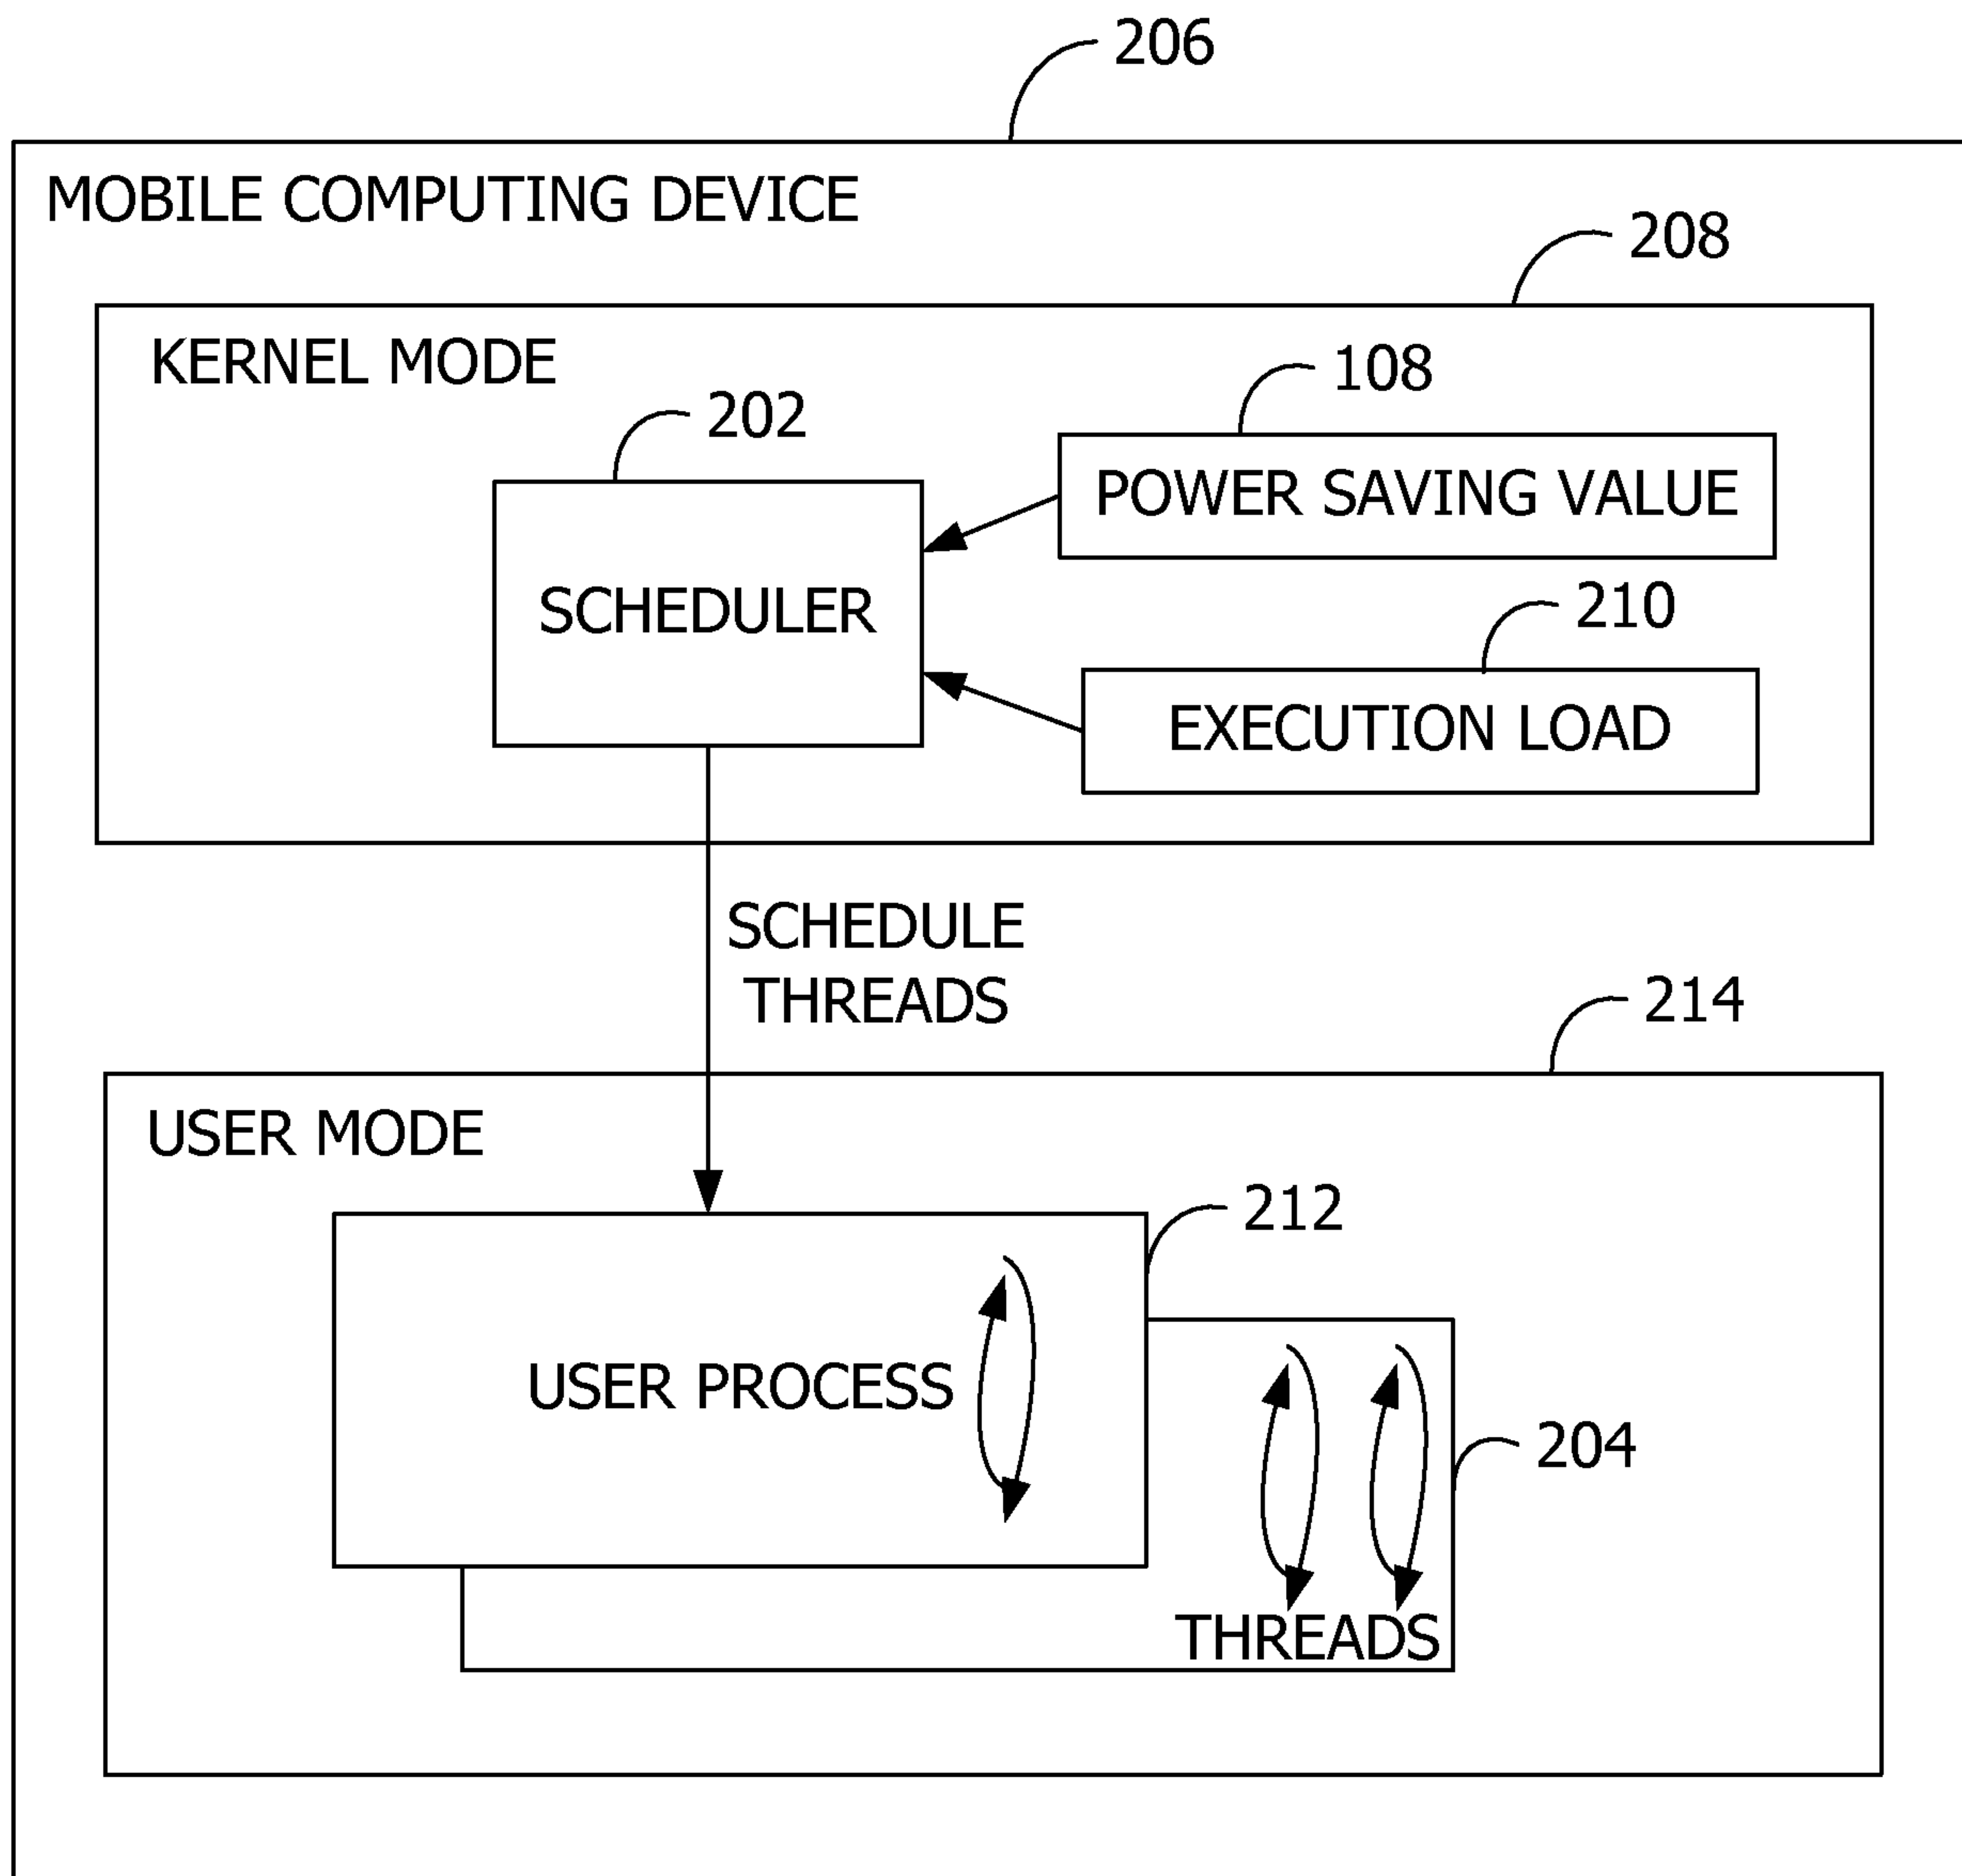 206
MOBILE COMPUTING DEVICE
208
KERNEL MODE
108
202
POWER SAVING VALUE
SCHEDULER
210
EXECUTION LOAD
SCHEDULE
THREADS
214
USER MODE
212
USER PROCESS
204
THREADS